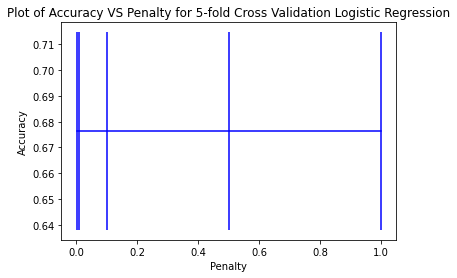 Plot of Accuracy VS Penalty for 5-fold Cross Validation Logistic Regression
0.71
0.70
0.69
0.68
0.67
0.66
0.65
0.64
Accuracy
0.0 0.2 0.4 0.6 0.8 1.0
Penalty